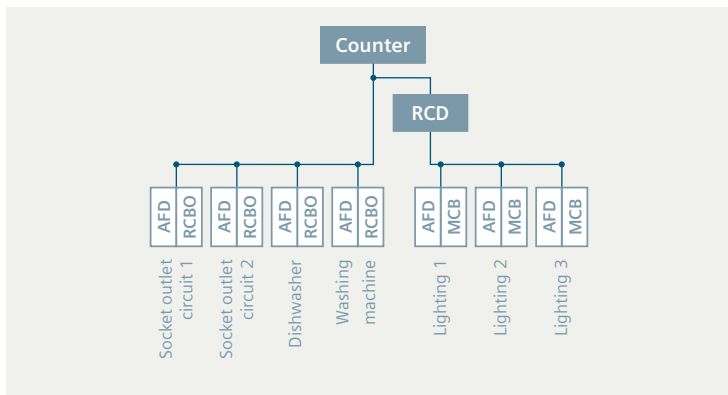 Counter
RCD
AFD
RCBO
AFD
RCBO
AFD
RCBO
AFD
RCBO
AFD
MCB
AFD
MCB
AFD
MCB
Socket outlet
circuit 1
Socket outlet
circuit 2
Dishwasher
Washing
machine
Lighting 1
Lighting 2
Lighting 3